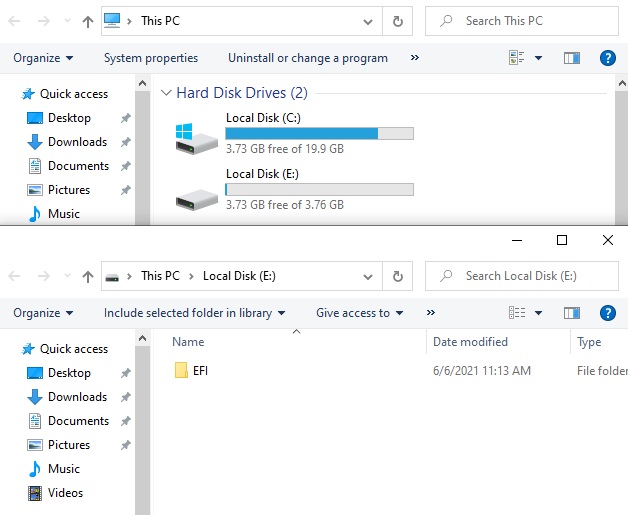 This PC
Search This PC
Organize
System properties
Uninstall or change a program
»
Quick access
Desktop
Downloads
Documents
Pictures
Music
Hard Disk Drives (2)
Local Disk (C:)
3.73 GB free of 19.9 GB
Local Disk (E:)
3.73 GB free of 3.76 GB
This PC
Local Disk (E:)
Search Local Disk (E:)
Organize
Include selected folder in library
Give access to
»
Quick access
Desktop
Downloads
Documents
Pictures
Music
Videos
Name
Date modified
Type
EFI
6/6/2021 11:13 AM
File folder